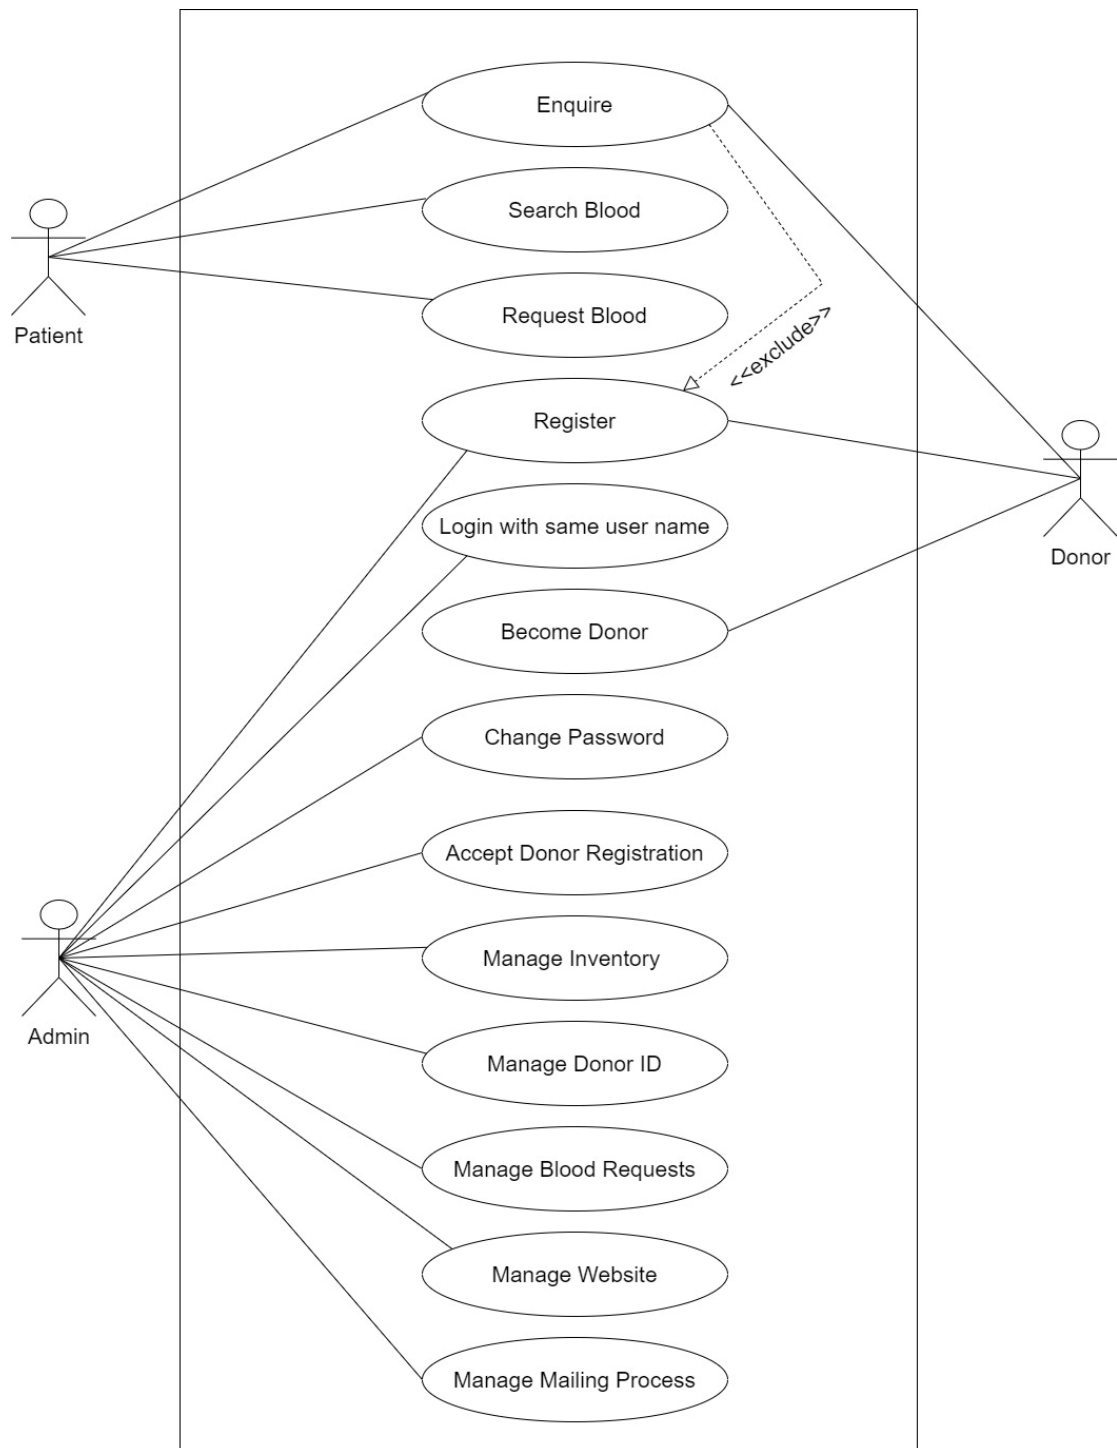 Enquire
Search Blood
Patient
Request Blood
<<exclude>>
Register
Login with same user name
Donor
Become Donor
Change Password
Accept Donor Registration
Manage Inventory
Admin
Manage Donor ID
Manage Blood Requests
Manage Website
Manage Mailing Process